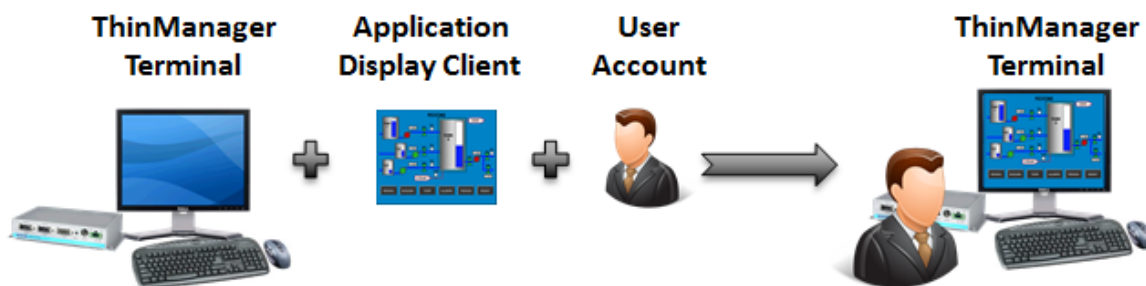 ThinManager
Terminal
Application
Display Client
User
Account
ThinManager
Terminal